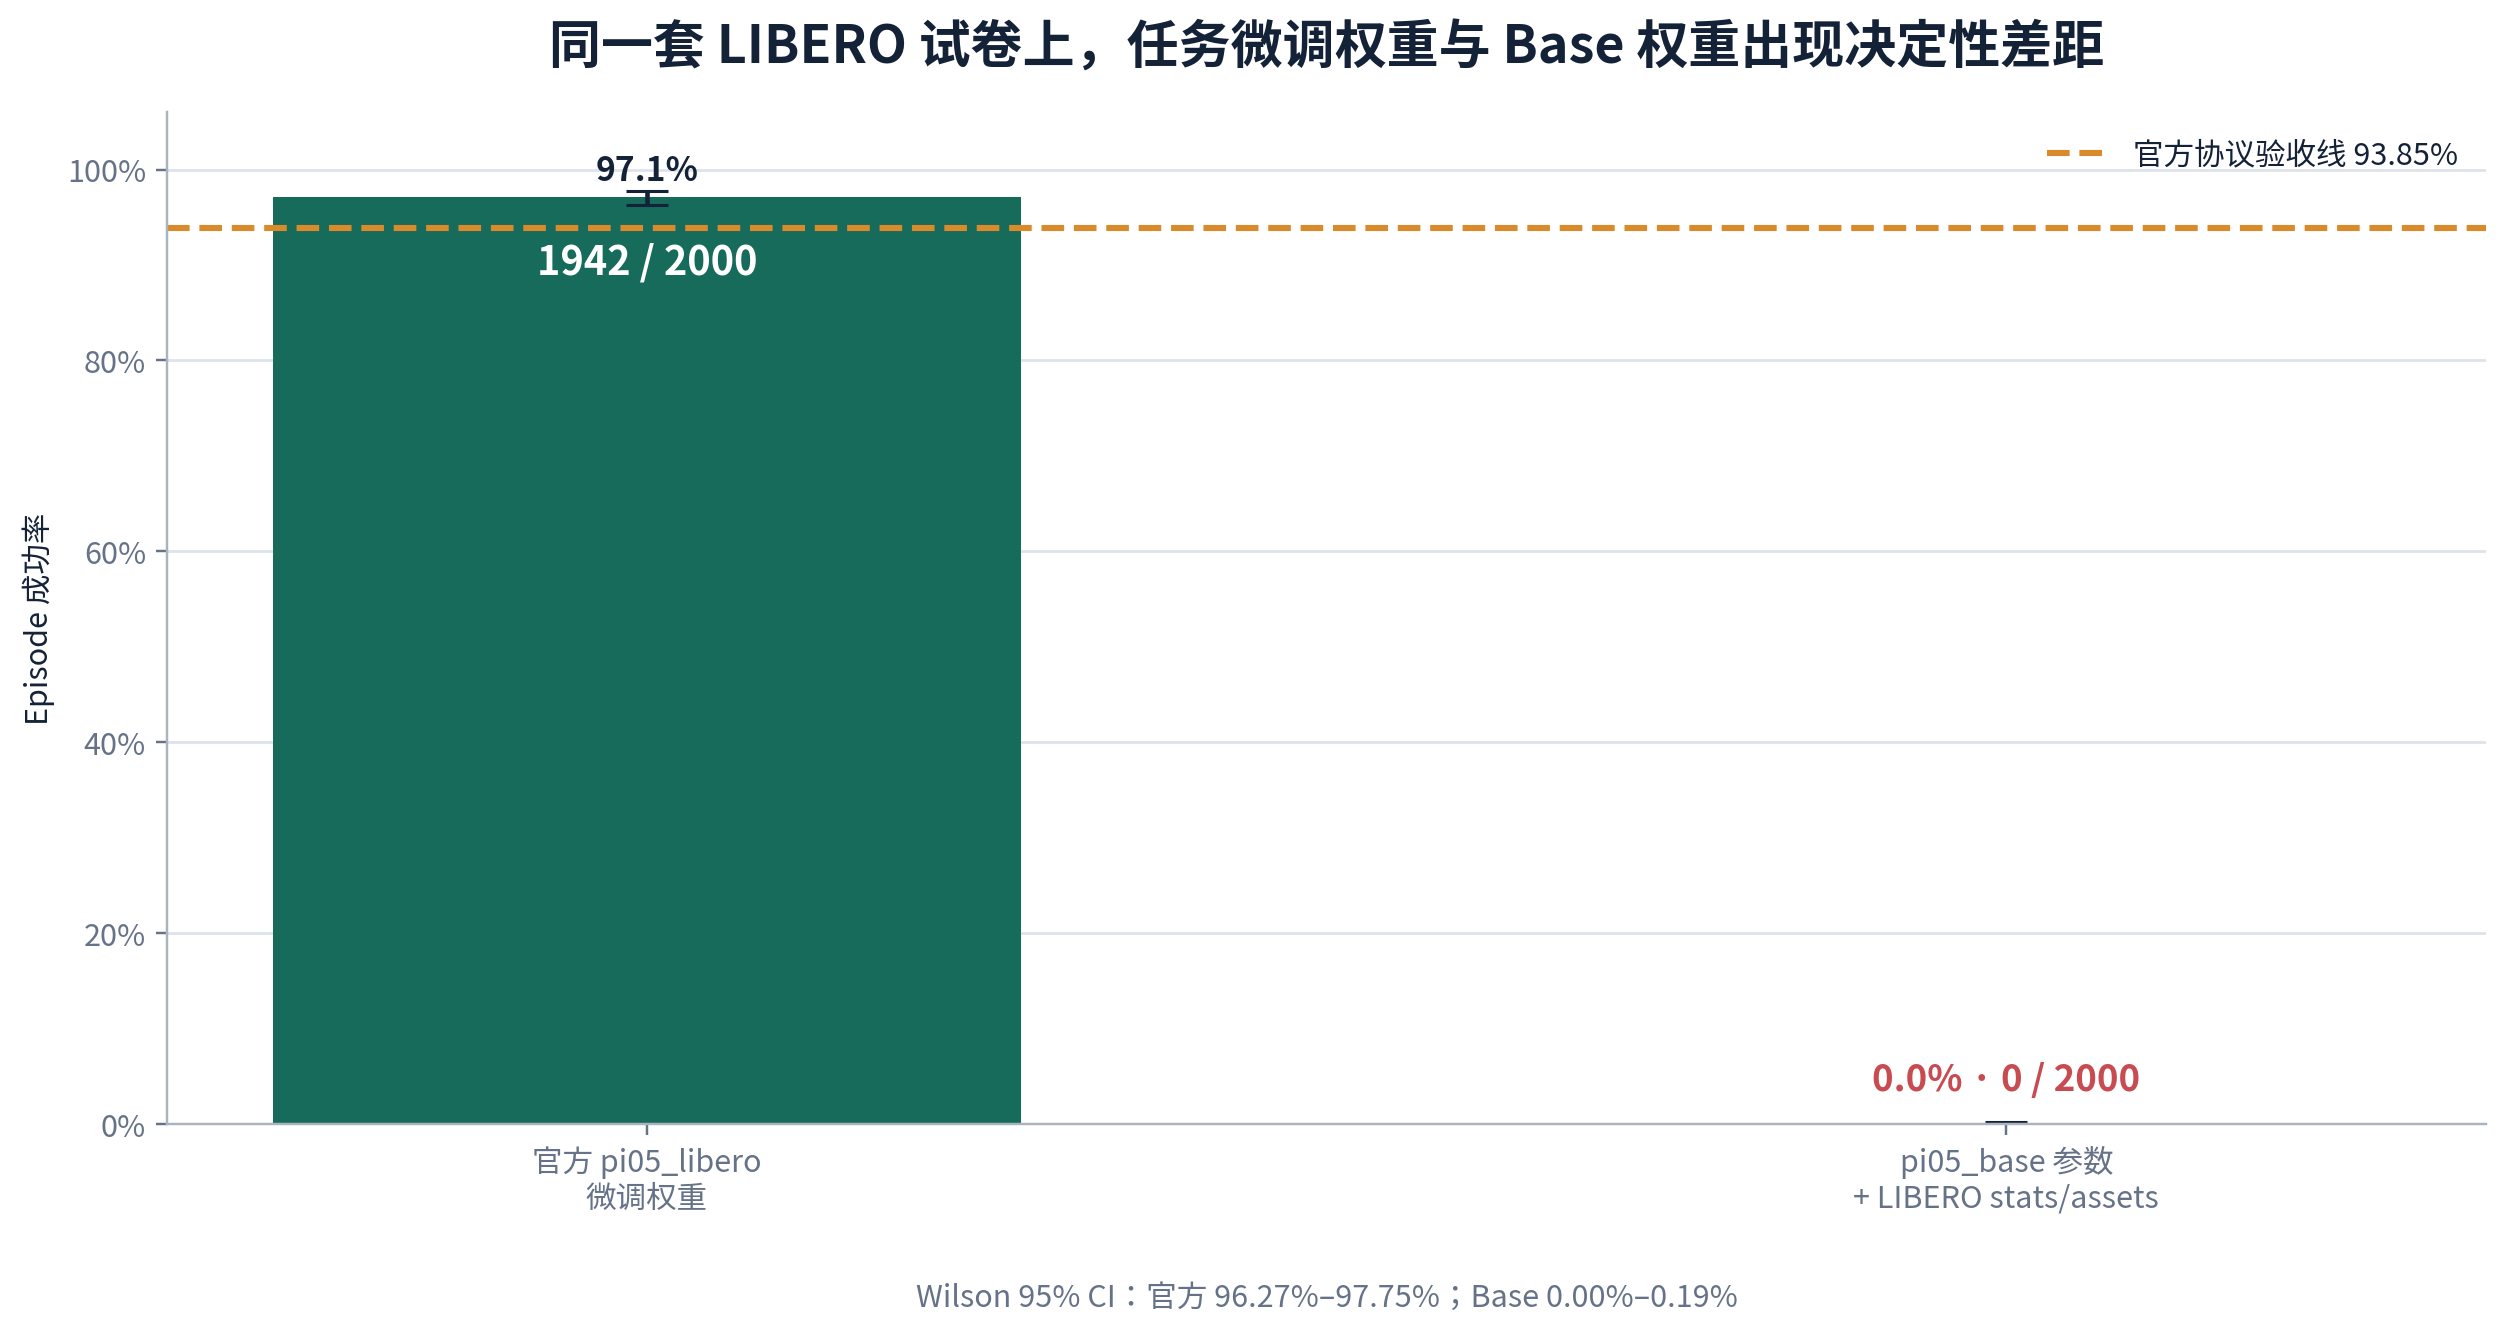 同一套 LIBERO 试卷上，任务微调权重与 Base 权重出现决定性差距
官方协议验收线 93.85%
Episode 成功率
100%
80%
60%
40%
20%
0%
97.1%
1942 / 2000
0.0% · 0 / 2000
官方 pi05_libero
微调权重
pi05_base 参数
+ LIBERO stats/assets
Wilson 95% CI：官方 96.27%–97.75%；Base 0.00%–0.19%